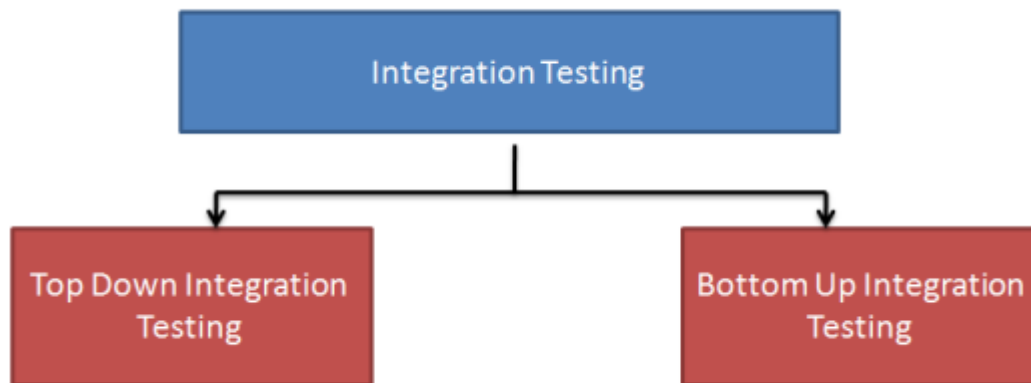 Integration Testing
Top Down Integration
Testing
Bottom Up Integration
Testing